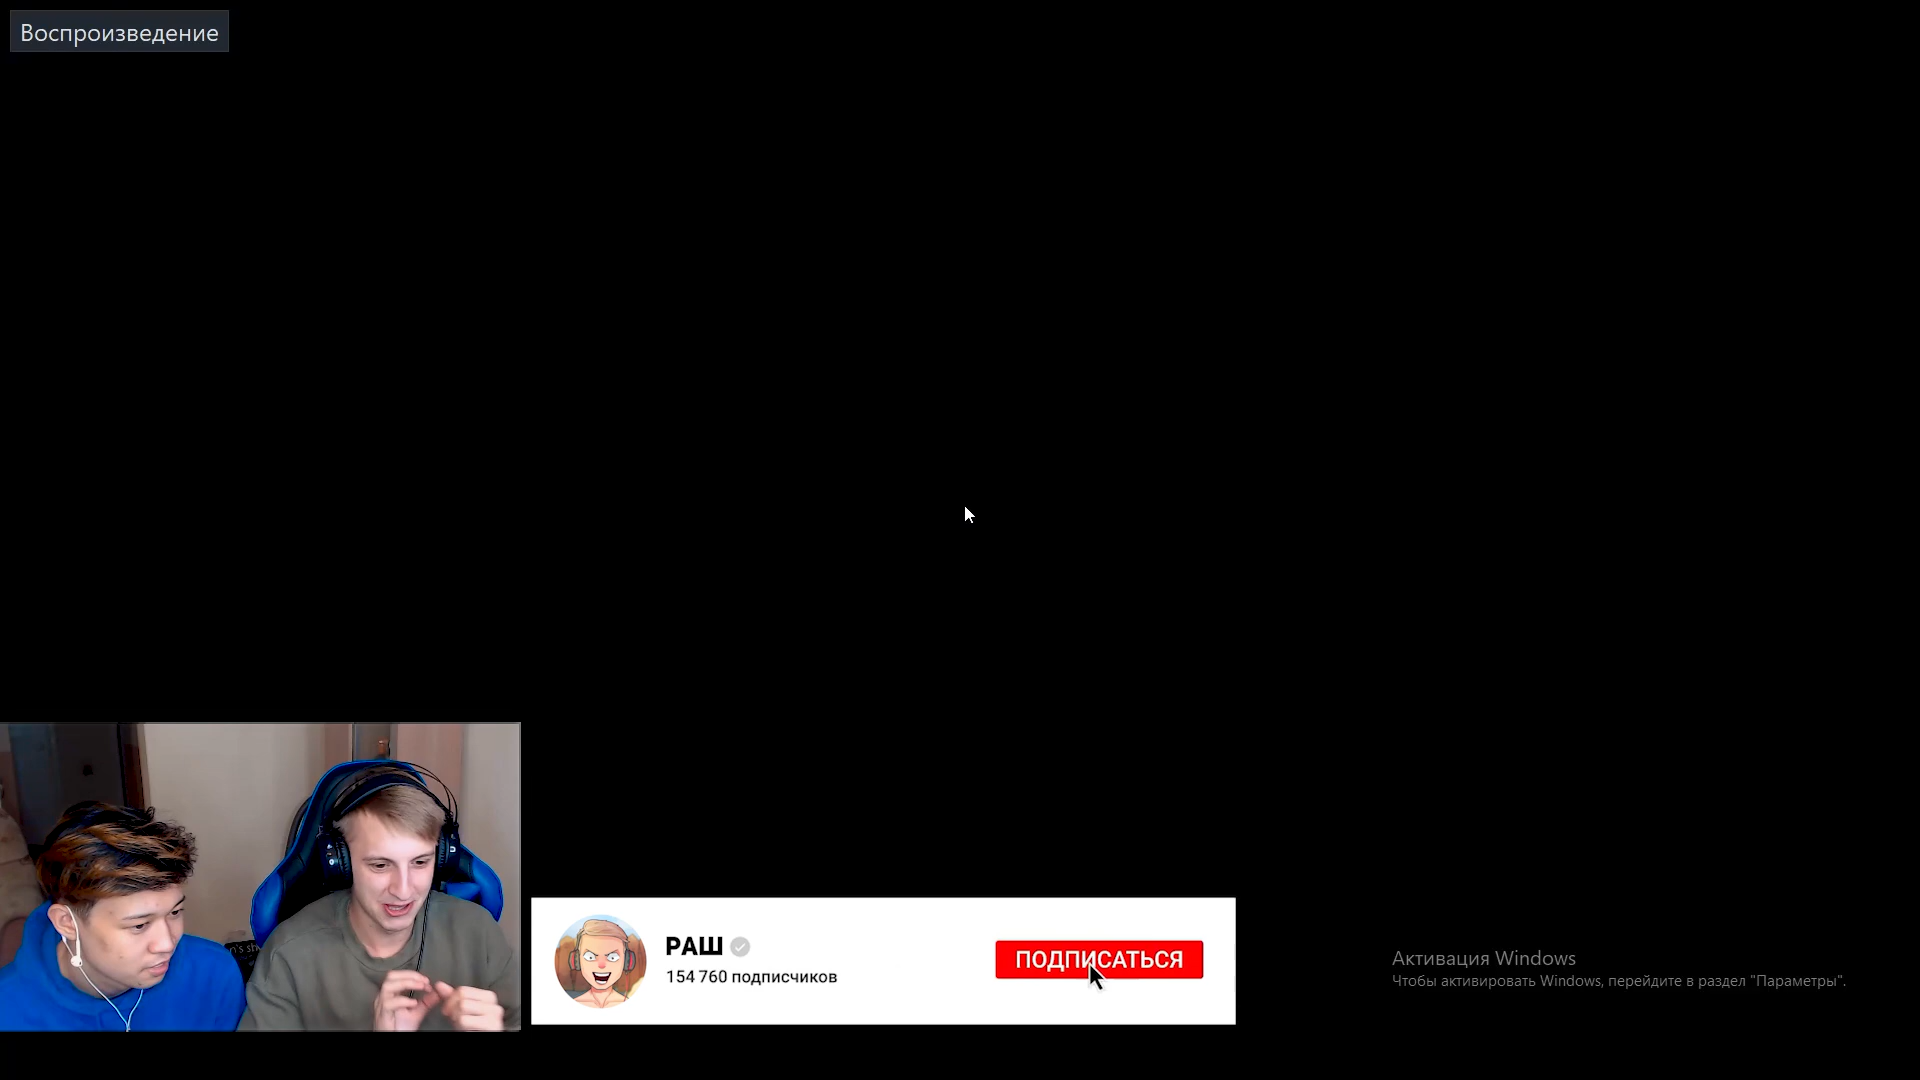 Воспроизведение
РАШ
154 760 подписчиков
ПОДПИСАТЬСЯ
Активация Windows
Чтобы активировать Windows, перейдите в раздел "Параметры".